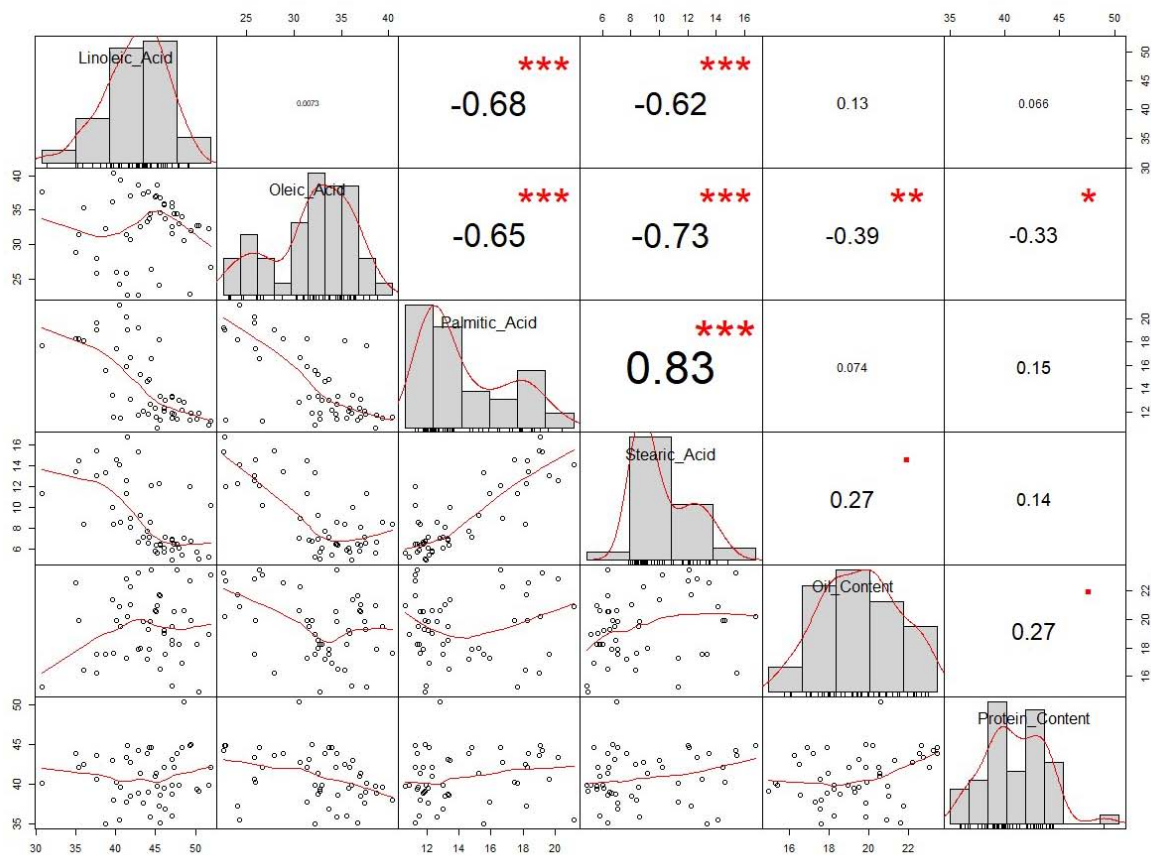 25 30 35 40 6 8 10 12 14 16 35 40 45 50
Linoleic_Acid 0.0073 *** -0.68 *** -0.62 0.13 0.066 30 35 40 45 50
25 30 35 40 Oleic_Acid *** -0.65 *** -0.73 ** -0.39 * -0.33
Palmitic_Acid *** 0.83 0.074 0.15 12 14 16 18 20
6 8 10 12 14 16 Stearic_Acid 0.27 0.14
Oil_Content 0.27 16 18 20 22
35 40 45 50 Protein_Content
30 35 40 45 50 12 14 16 18 20 16 18 20 22